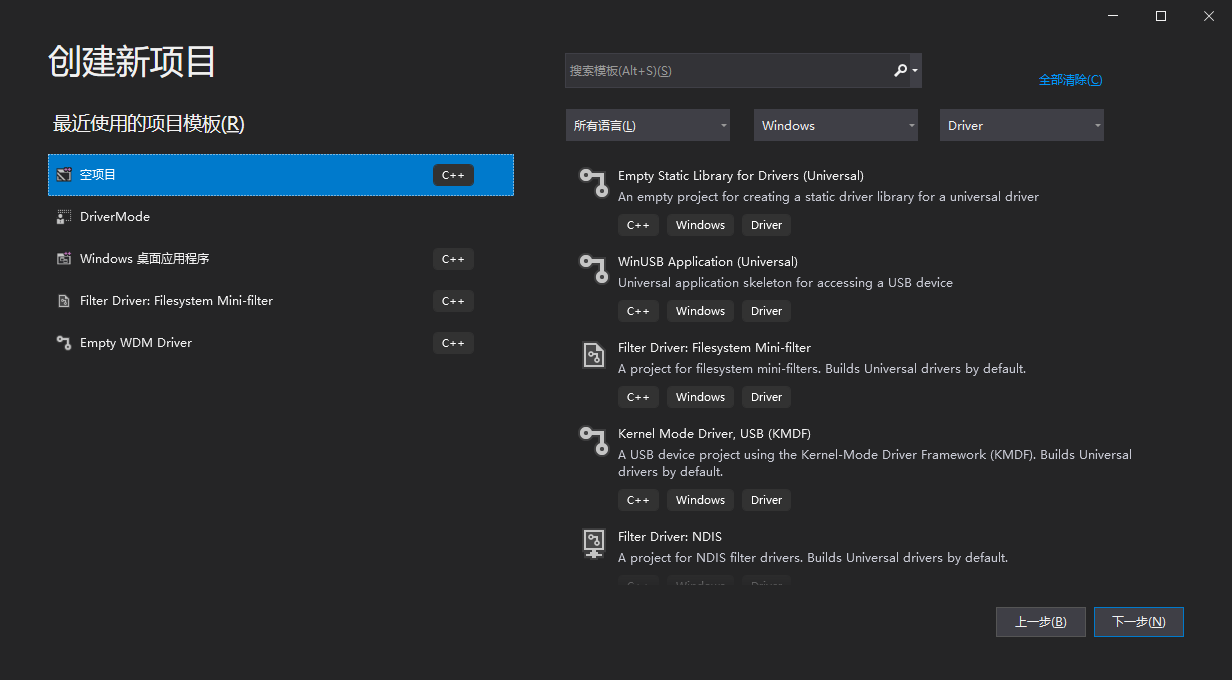 创建新项目
最近使用的项目模板(R)
空项目 C++
DriverMode
Windows 桌面应用程序 C++
Filter Driver: Filesystem Mini-filter C++
Empty WDM Driver C++
搜索模板(Alt+S)(S)
全部清除(C)
所有语言(L) Windows Driver
Empty Static Library for Drivers (Universal)
An empty project for creating a static driver library for a universal driver
C++ Windows Driver
WinUSB Application (Universal)
Universal application skeleton for accessing a USB device
C++ Windows Driver
Filter Driver: Filesystem Mini-filter
A project for filesystem mini-filters. Builds Universal drivers by default.
C++ Windows Driver
Kernel Mode Driver, USB (KMDF)
A USB device project using the Kernel-Mode Driver Framework (KMDF). Builds Universal
drivers by default.
C++ Windows Driver
Filter Driver: NDIS
A project for NDIS filter drivers. Builds Universal drivers by default.
C++ Windows Driver
上一步(B) 下一步(N)